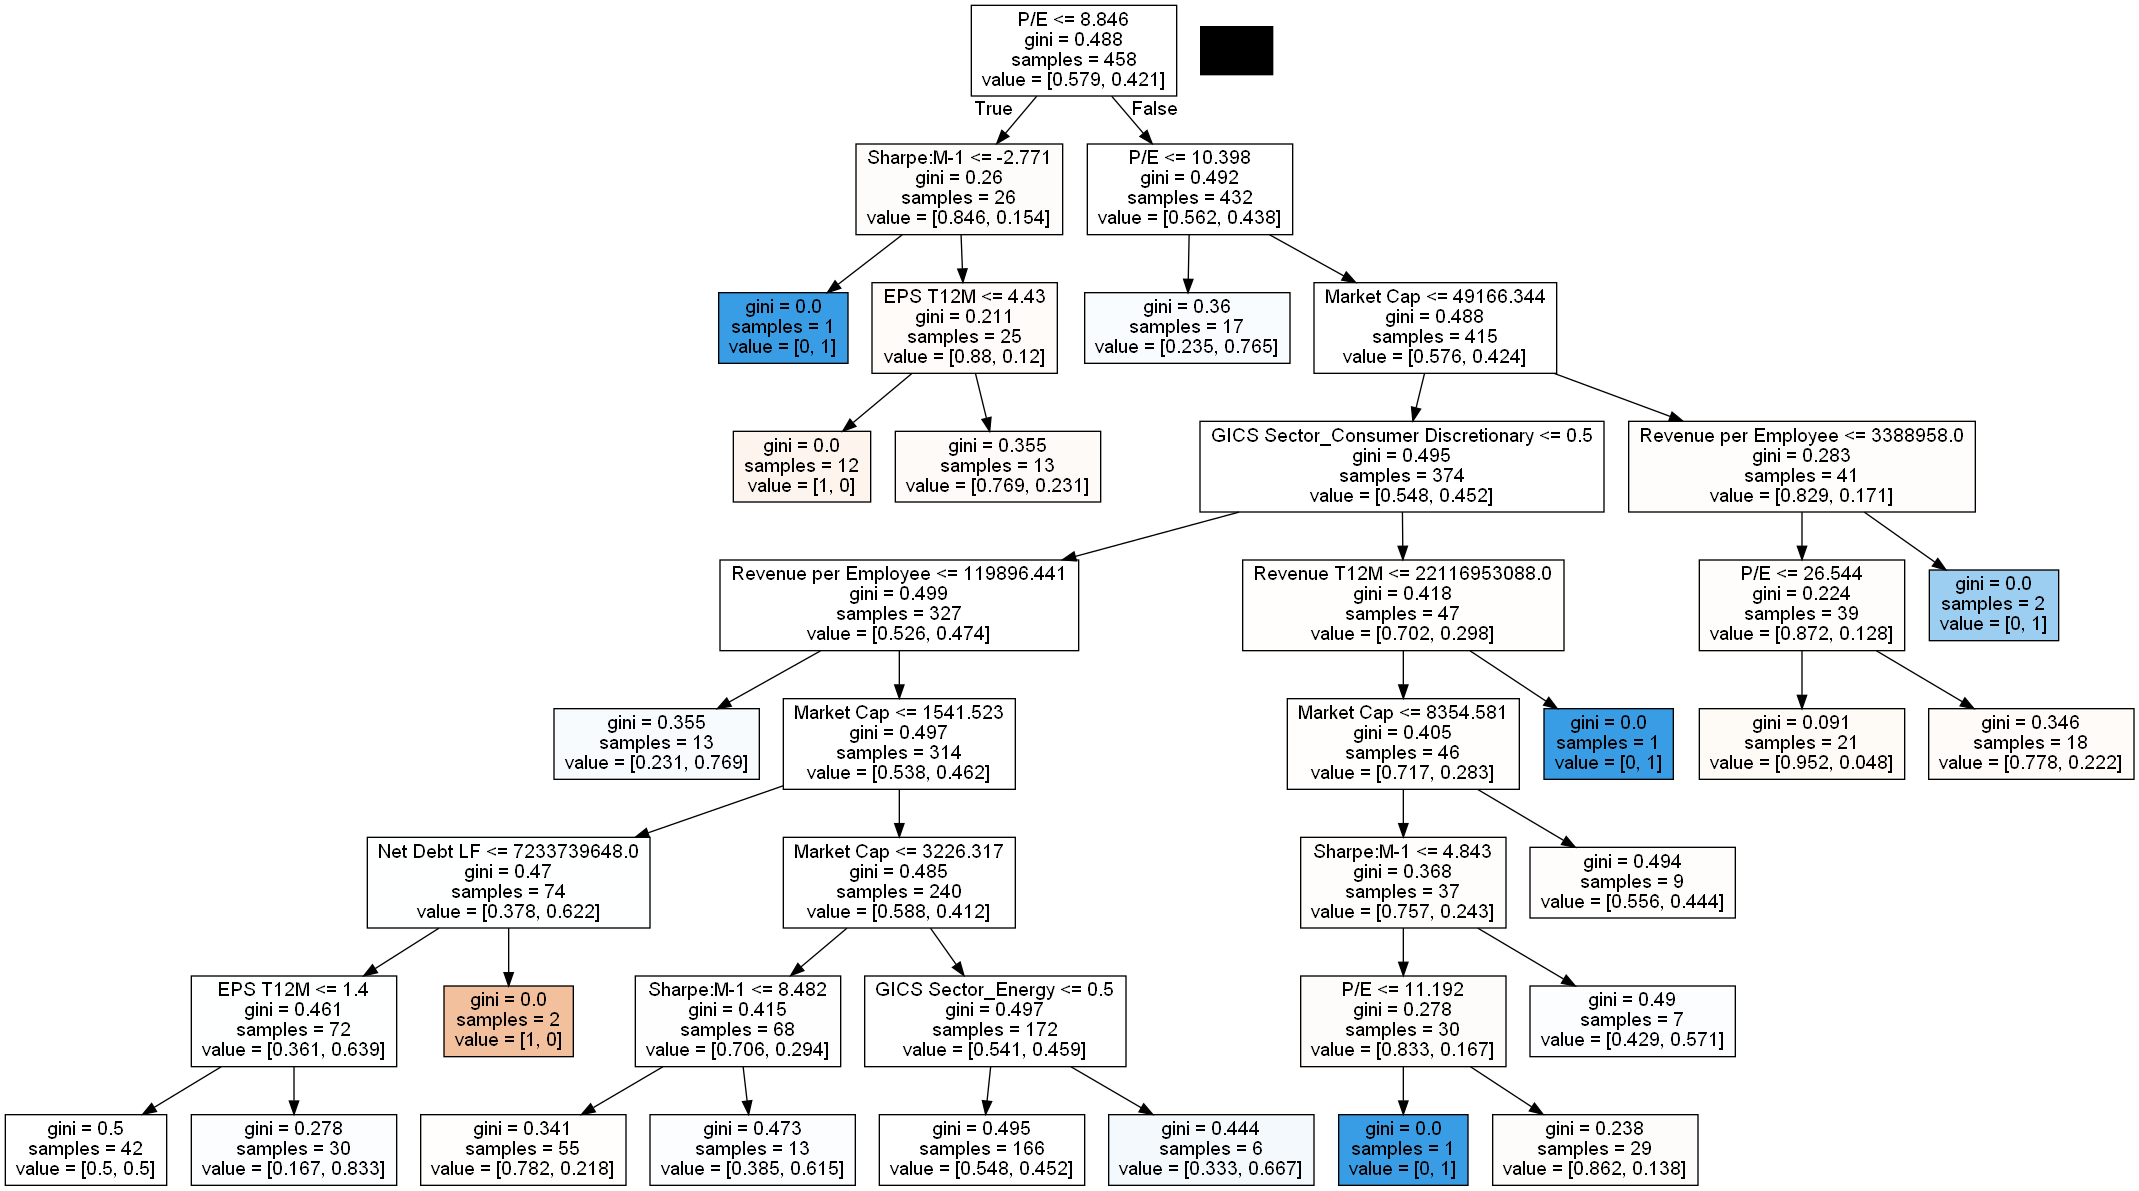 P/E <= 8.846
gini = 0.488
samples = 458
value = [0.579, 0.421]
True
False
Sharpe:M-1 <= -2.771
gini = 0.26
samples = 26
value = [0.846, 0.154]
P/E <= 10.398
gini = 0.492
samples = 432
value = [0.562, 0.438]
gini = 0.0
samples = 1
value = [0, 1]
EPS T12M <= 4.43
gini = 0.211
samples = 25
value = [0.88, 0.12]
gini = 0.36
samples = 17
value = [0.235, 0.765]
Market Cap <= 49166.344
gini = 0.488
samples = 415
value = [0.576, 0.424]
gini = 0.0
samples = 12
value = [1, 0]
gini = 0.355
samples = 13
value = [0.769, 0.231]
GICS Sector_Consumer Discretionary <= 0.5
gini = 0.495
samples = 374
value = [0.548, 0.452]
Revenue per Employee <= 3388958.0
gini = 0.283
samples = 41
value = [0.829, 0.171]
Revenue per Employee <= 119896.441
gini = 0.499
samples = 327
value = [0.526, 0.474]
Revenue T12M <= 22116953088.0
gini = 0.418
samples = 47
value = [0.702, 0.298]
P/E <= 26.544
gini = 0.224
samples = 39
value = [0.872, 0.128]
gini = 0.0
samples = 2
value = [0, 1]
gini = 0.355
samples = 13
value = [0.231, 0.769]
Market Cap <= 1541.523
gini = 0.497
samples = 314
value = [0.538, 0.462]
Market Cap <= 8354.581
gini = 0.405
samples = 46
value = [0.717, 0.283]
gini = 0.0
samples = 1
value = [0, 1]
gini = 0.091
samples = 21
value = [0.952, 0.048]
gini = 0.346
samples = 18
value = [0.778, 0.222]
Net Debt LF <= 7233739648.0
gini = 0.47
samples = 74
value = [0.378, 0.622]
Market Cap <= 3226.317
gini = 0.485
samples = 240
value = [0.588, 0.412]
Sharpe:M-1 <= 4.843
gini = 0.368
samples = 37
value = [0.757, 0.243]
gini = 0.494
samples = 9
value = [0.556, 0.444]
EPS T12M <= 1.4
gini = 0.461
samples = 72
value = [0.361, 0.639]
gini = 0.0
samples = 2
value = [1, 0]
Sharpe:M-1 <= 8.482
gini = 0.415
samples = 68
value = [0.706, 0.294]
GICS Sector_Energy <= 0.5
gini = 0.497
samples = 172
value = [0.541, 0.459]
P/E <= 11.192
gini = 0.278
samples = 30
value = [0.833, 0.167]
gini = 0.49
samples = 7
value = [0.429, 0.571]
gini = 0.5
samples = 42
value = [0.5, 0.5]
gini = 0.278
samples = 30
value = [0.167, 0.833]
gini = 0.341
samples = 55
value = [0.782, 0.218]
gini = 0.473
samples = 13
value = [0.385, 0.615]
gini = 0.495
samples = 166
value = [0.548, 0.452]
gini = 0.444
samples = 6
value = [0.333, 0.667]
gini = 0.0
samples = 1
value = [0, 1]
gini = 0.238
samples = 29
value = [0.862, 0.138]